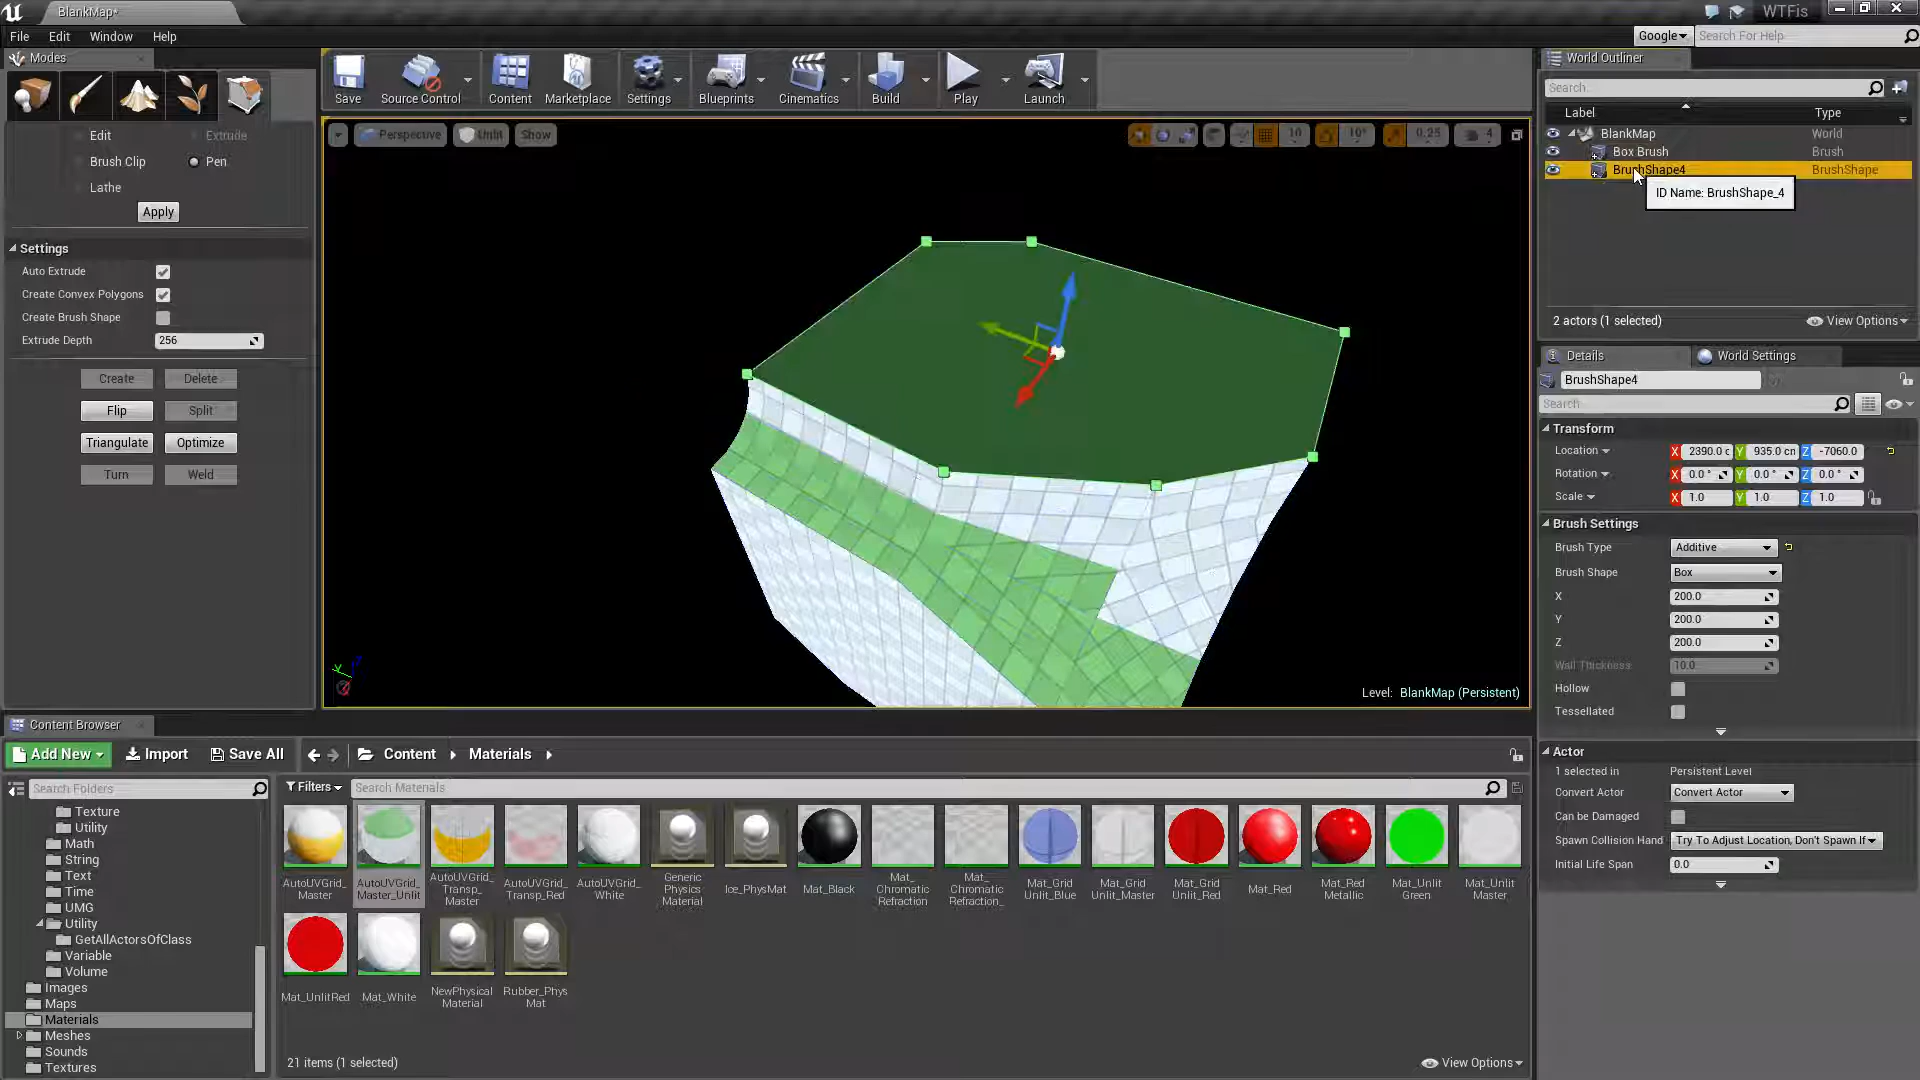 BlankMap*
WTFis
File
Edit
Window
Help
Google
Search For Help
Modes
Edit
Extrude
Brush Clip
Pen
Lathe
Apply
Settings
Auto Extrude
Create Convex Polygons
Create Brush Shape
Extrude Depth
256
Create
Delete
Flip
Split
Triangulate
Optimize
Turn
Weld
Save
Source Control
Content
Marketplace
Settings
Blueprints
Cinematics
Build
Play
Launch
Perspective
Unlit
Show
10
10°
0.25
4
Level: BlankMap (Persistent)
World Outliner
Search...
Label
Type
BlankMap
World
Box Brush
Brush
BrushShape4
BrushShape
ID Name: BrushShape_4
2 actors (1 selected)
View Options
Details
World Settings
BrushShape4
Search
Transform
Location
X 2390.0 c
Y 935.0 cn
Z -7060.0
Rotation
X 0.0 °
Y 0.0 °
Z 0.0 °
Scale
X 1.0
Y 1.0
Z 1.0
Brush Settings
Brush Type
Additive
Brush Shape
Box
X
200.0
Y
200.0
Z
200.0
Wall Thickness
10.0
Hollow
Tessellated
Actor
1 selected in
Persistent Level
Convert Actor
Convert Actor
Can be Damaged
Spawn Collision Hand
Try To Adjust Location, Don't Spawn If
Initial Life Span
0.0
Content Browser
Add New
Import
Save All
Content
Materials
Search Folders
Texture
Utility
Math
String
Text
Time
UMG
Utility
GetAllActorsOfClass
Variable
Volume
Images
Maps
Materials
Meshes
Sounds
Textures
Filters
Search Materials
AutoUVGrid_
Master
AutoUVGrid_
Master_Unlit
AutoUVGrid_
Transp_
Master
AutoUVGrid_
Transp_Red
AutoUVGrid_
White
Generic
Physics
Material
Ice_PhysMat
Mat_Black
Mat_
Chromatic
Refraction
Mat_
Chromatic
Refraction_
Mat_Grid
Unlit_Blue
Mat_Grid
Unlit_Master
Mat_Grid
Unlit_Red
Mat_Red
Mat_Red
Metallic
Mat_Unlit
Green
Mat_Unlit
Master
Mat_UnlitRed
Mat_White
NewPhysical
Material
Rubber_Phys
Mat
21 items (1 selected)
View Options